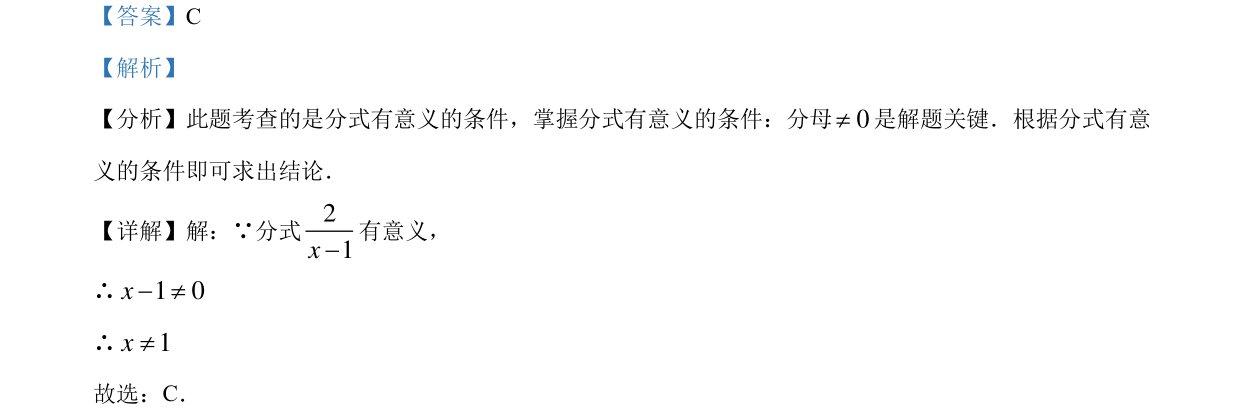 【答案】C
【解析】
【分析】此题考查的是分式有意义的条件，掌握分式有意义的条件：分母≠0是解题关键．根据分式有意
义的条件即可求出结论．
【详解】解：∵分式$\frac{2}{x-1}$有意义，
∴x−1≠0
∴x≠1
故选：C．